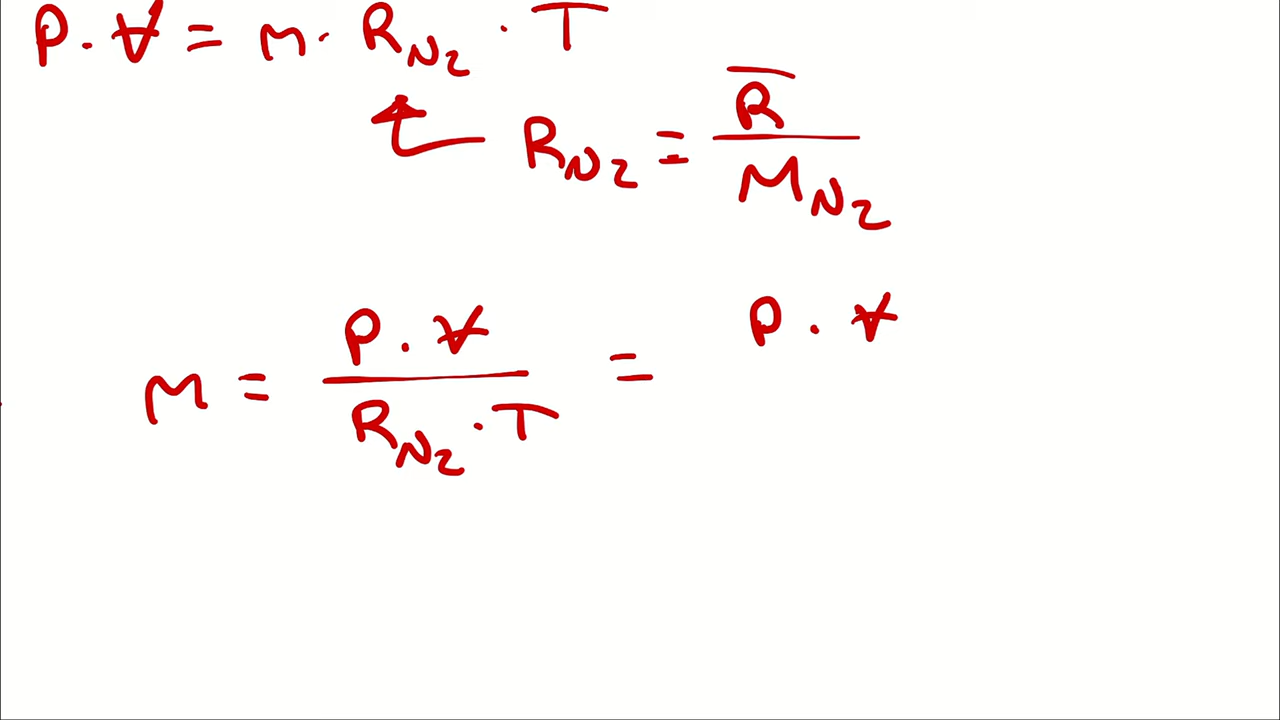 P . V = m . R_N2 . T
R_N2 = R̅ / M_N2
m = P . V / R_N2 . T = P . V